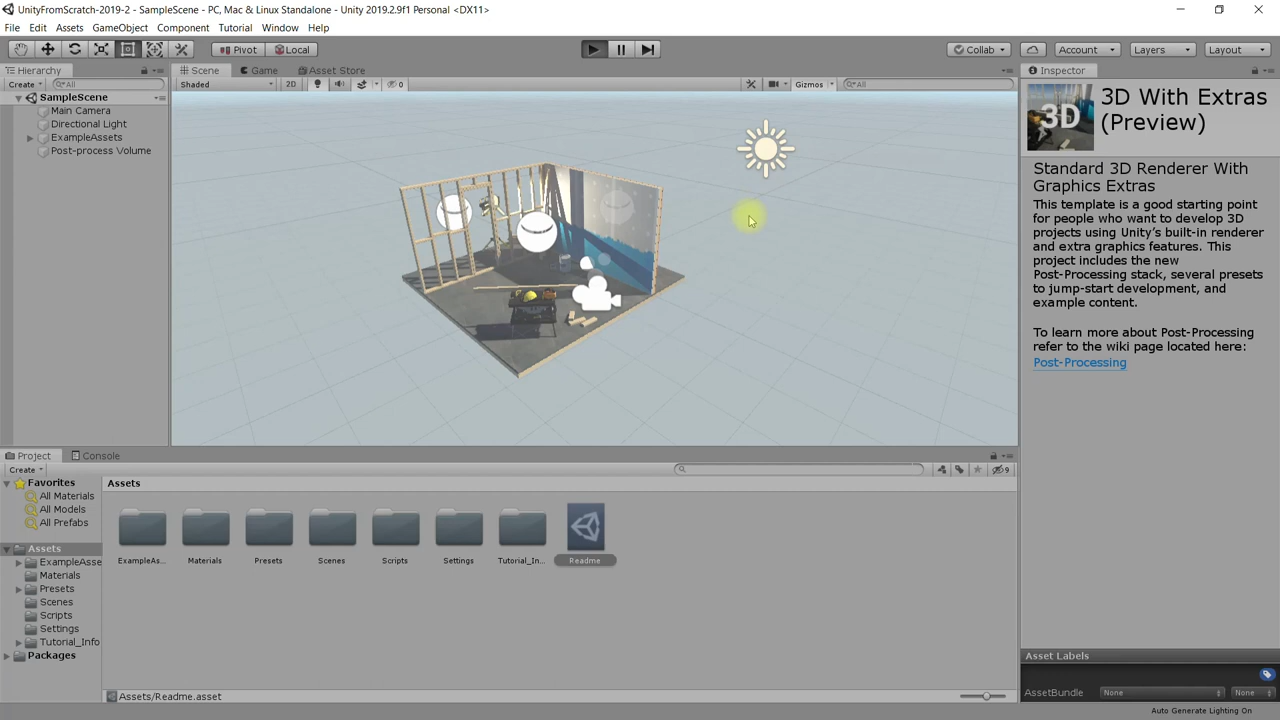 UnityFromScratch-2019-2 - SampleScene - PC, Mac & Linux Standalone - Unity 2019.2.9f1 Personal <DX11>
File Edit Assets GameObject Component Tutorial Window Help
Pivot Local Collab Account Layers Layout
Hierarchy Scene Game Asset Store Inspector
Create All Shaded 2D 0 Gizmos All
SampleScene
Main Camera
Directional Light
ExampleAssets
Post-process Volume
3D
3D With Extras
(Preview)
Standard 3D Renderer With
Graphics Extras
This template is a good starting point
for people who want to develop 3D
projects using Unity's built-in renderer
and extra graphics features. This
project includes the new
Post-Processing stack, several presets
to jump-start development, and
example content.
To learn more about Post-Processing
refer to the wiki page located here:
Post-Processing
Project Console
Create 9
Favorites
All Materials
All Models
All Prefabs
Assets
ExampleAsse
Materials
Presets
Scenes
Scripts
Settings
Tutorial_Info
Packages
Assets
ExampleAs... Materials Presets Scenes Scripts Settings Tutorial_In... Readme
Assets/Readme.asset
Asset Labels
AssetBundle None None
Auto Generate Lighting On